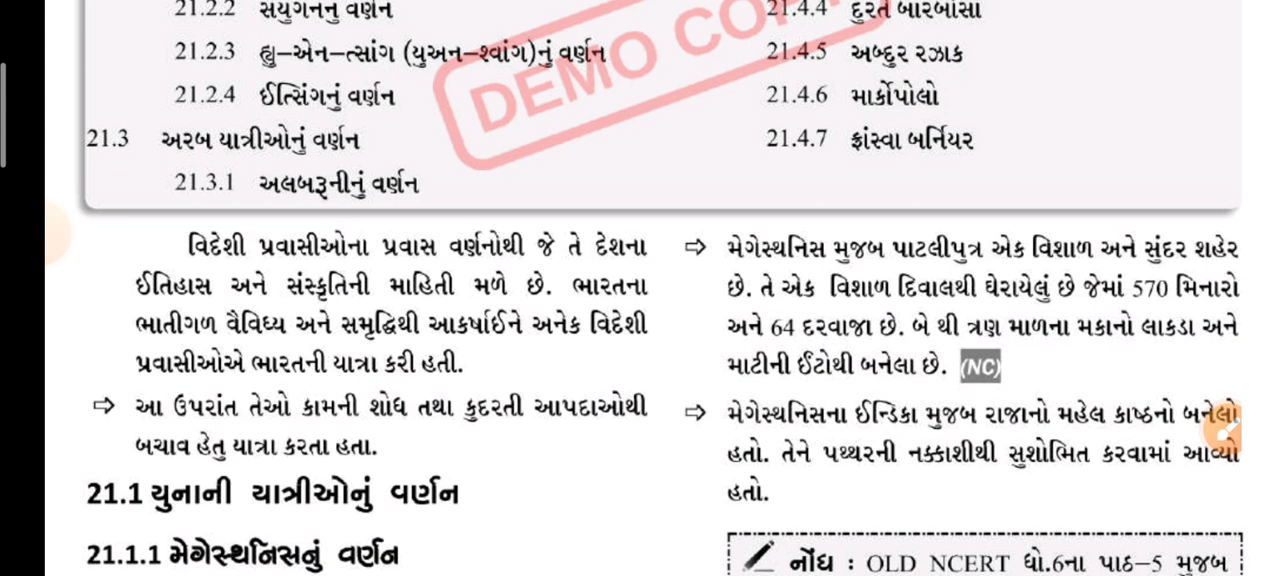 21.2.2 સંયુગનનું વર્ણન
21.2.3 હ્યુ-એન-ત્સાંગ (યુઅન-શ્વાંગ)નું વર્ણન
21.2.4 ઈત્સિંગનું વર્ણન
21.3 અરબ યાત્રીઓનું વર્ણન
21.3.1 અલબરૂનીનું વર્ણન
21.4.4 દુરતે બારબોસા
21.4.5 અબ્દુર રઝાક
21.4.6 માર્કોપોલો
21.4.7 ફ્રાંસ્વા બર્નિયર
DEMO COPY
વિદેશી પ્રવાસીઓના પ્રવાસ વર્ણનોથી જે તે દેશના
ઈતિહાસ અને સંસ્કૃતિની માહિતી મળે છે. ભારતના
ભાતીગળ વૈવિધ્ય અને સમૃદ્ધિથી આકર્ષાઈને અનેક વિદેશી
પ્રવાસીઓએ ભારતની યાત્રા કરી હતી.
⇨ આ ઉપરાંત તેઓ કામની શોધ તથા કુદરતી આપદાઓથી
બચાવ હેતુ યાત્રા કરતા હતા.
21.1 યુનાની યાત્રીઓનું વર્ણન
21.1.1 મેગેસ્થનિસનું વર્ણન
⇨ મેગેસ્થનિસ મુજબ પાટલીપુત્ર એક વિશાળ અને સુંદર શહેર
છે. તે એક વિશાળ દિવાલથી ઘેરાયેલું છે જેમાં 570 મિનારો
અને 64 દરવાજા છે. બે થી ત્રણ માળના મકાનો લાકડા અને
માટીની ઈંટોથી બનેલા છે. (NC)
⇨ મેગેસ્થનિસના ઈન્ડિકા મુજબ રાજાનો મહેલ કાષ્ઠનો બનેલો
હતો. તેને પથ્થરની નક્કાશીથી સુશોભિત કરવામાં આવ્યો
હતો.
નોંધ : OLD NCERT ધો.6ના પાઠ-5 મુજબ